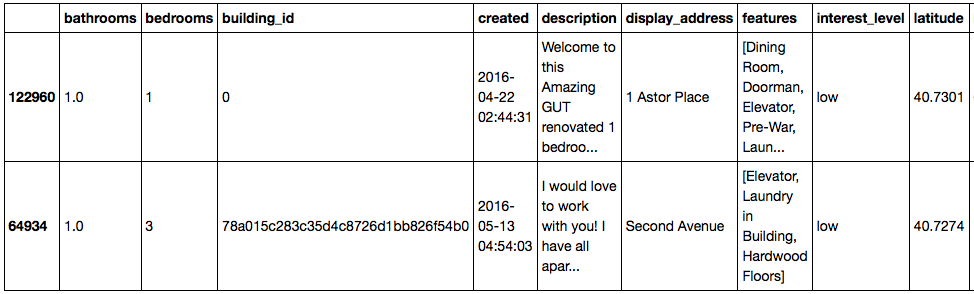 bathrooms bedrooms building_id created description display_address features interest_level latitude
122960 1.0 1 0 2016-04-22 02:44:31 Welcome to this Amazing GUT renovated 1 bedroo... 1 Astor Place [Dining Room, Doorman, Elevator, Pre-War, Laun... low 40.7301
64934 1.0 3 78a015c283c35d4c8726d1bb826f54b0 2016-05-13 04:54:03 I would love to work with you! I have all apar... Second Avenue [Elevator, Laundry in Building, Hardwood Floors] low 40.7274